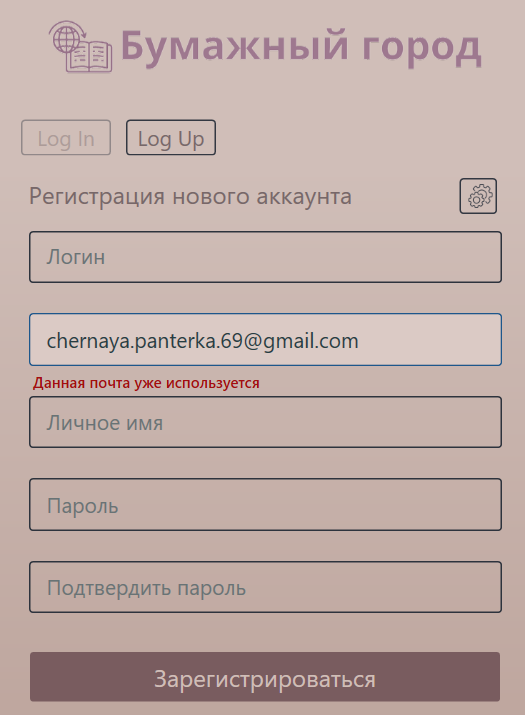 Бумажный город
Log In
Log Up
Регистрация нового аккаунта
Логин
chernaya.panterka.69@gmail.com
Данная почта уже используется
Личное имя
Пароль
Подтвердить пароль
Зарегистрироваться